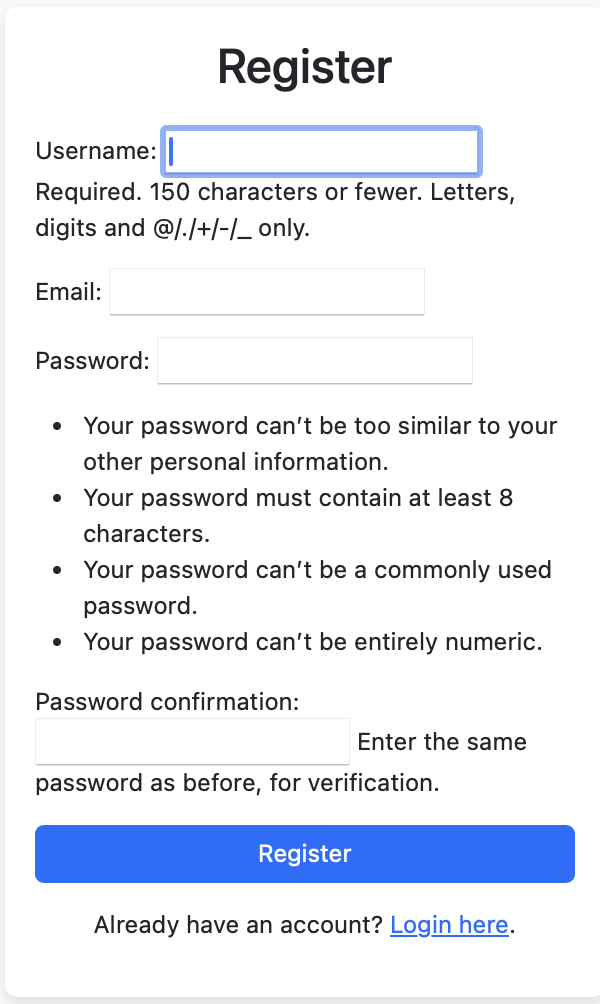 Register
Username:
Required. 150 characters or fewer. Letters,
digits and @/./+/-/_ only.
Email:
Password:
• Your password can’t be too similar to your
other personal information.
• Your password must contain at least 8
characters.
• Your password can’t be a commonly used
password.
• Your password can’t be entirely numeric.
Password confirmation:
Enter the same
password as before, for verification.
Register
Already have an account? Login here.